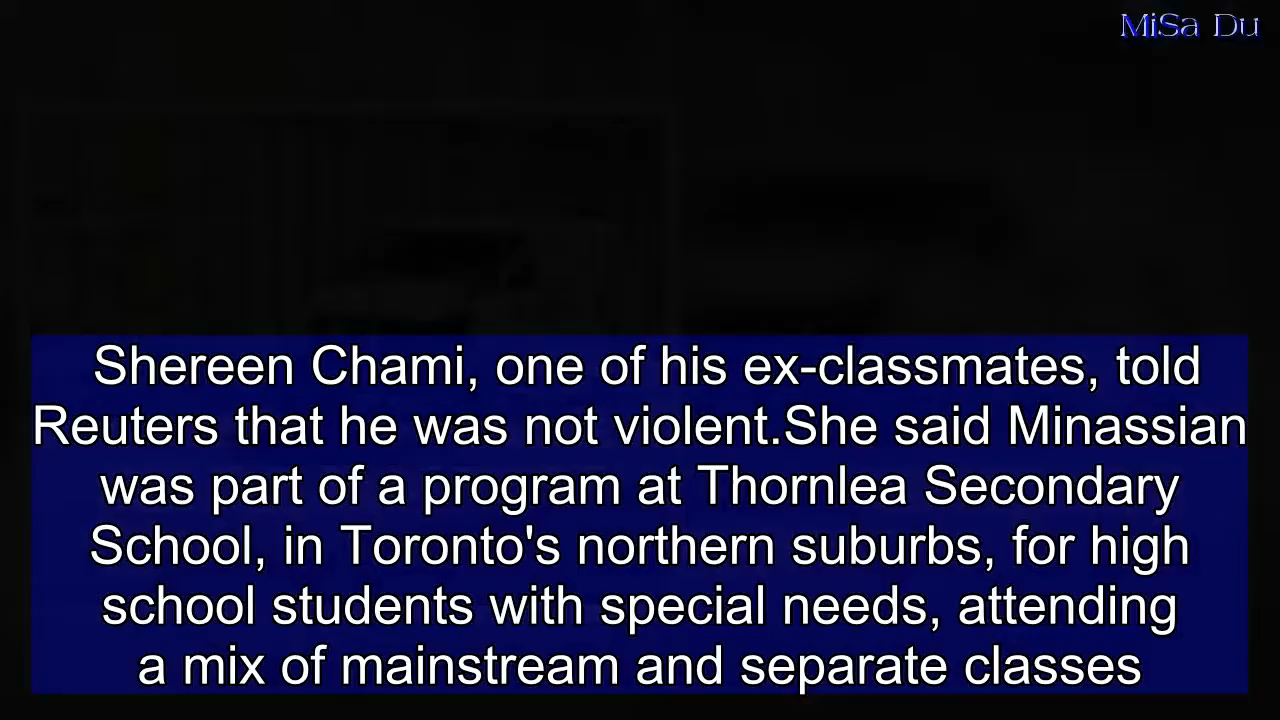 MiSa Du
Shereen Chami, one of his ex-classmates, told
Reuters that he was not violent.She said Minassian
was part of a program at Thornlea Secondary
School, in Toronto's northern suburbs, for high
school students with special needs, attending
a mix of mainstream and separate classes